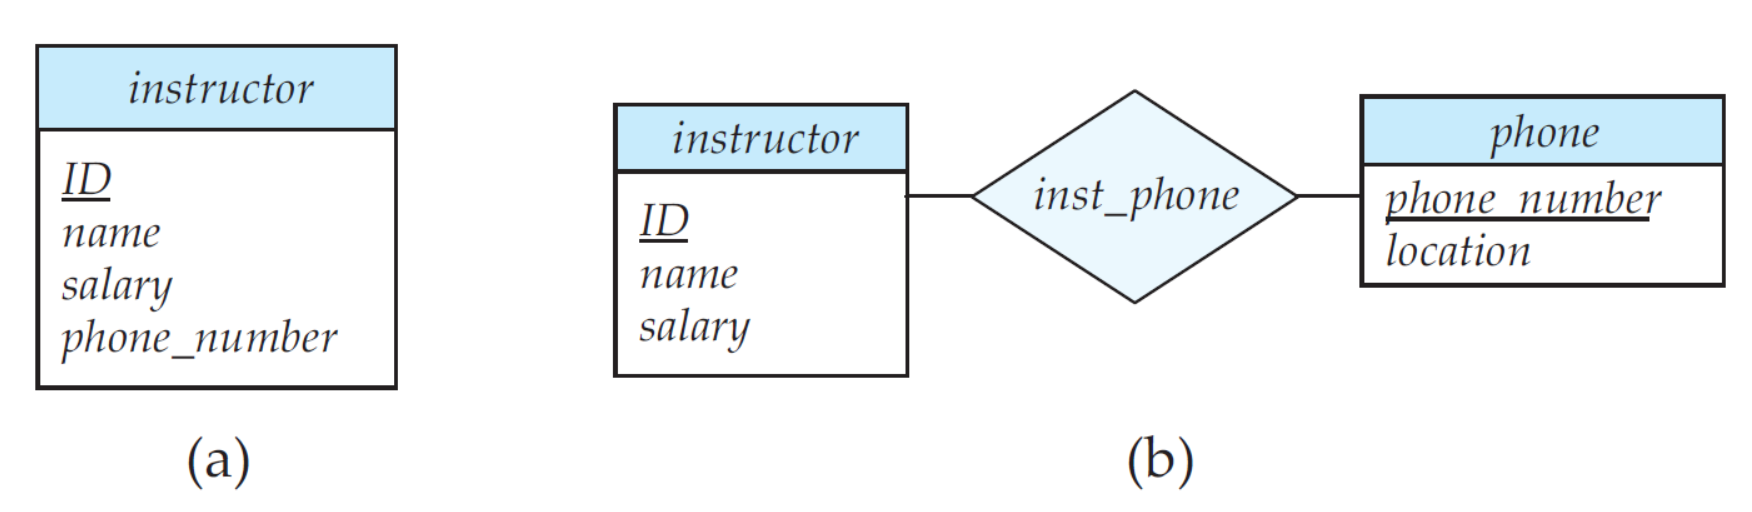 instructor
ID
name
salary
phone_number
(a)
instructor
ID
name
salary
inst_phone
phone
phone_number
location
(b)